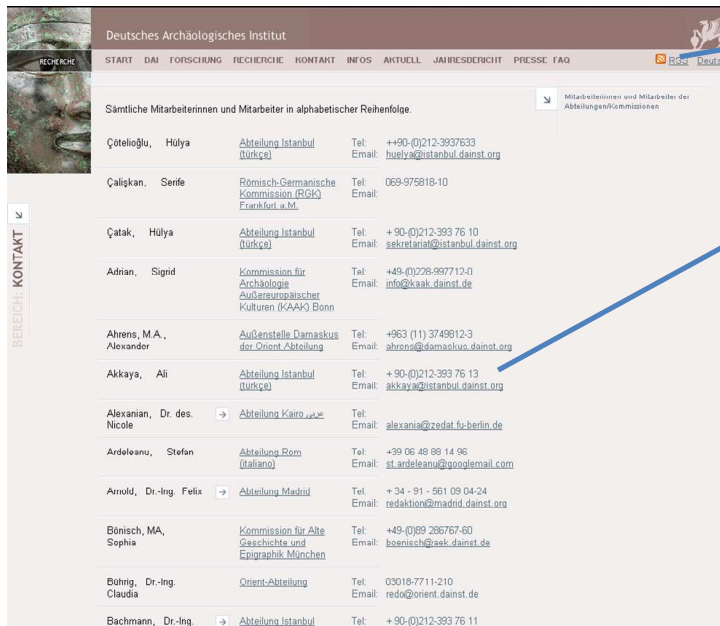 Deutsches Archäologisches Institut
RECHERCHE
START DAI FORSCHUNG RECHERCHE KONTAKT INFOS AKTUELL JAHRESBERICHT PRESSE FAQ
RSS Deuts
Sämtliche Mitarbeiterinnen und Mitarbeiter in alphabetischer Reihenfolge.
Mitarbeiterinnen und Mitarbeiter der
Abteilungen/Kommissionen
BEREICH: KONTAKT
Çötelioğlu, Hülya Abteilung Istanbul Tel: ++90-(0)212-3937633
(türkçe) Email: huelya@istanbul.dainst.org
Çalişkan, Serife Römisch-Germanische Tel: 069-975818-10
Kommission (RGK) Email:
Frankfurt a.M.
Çatak, Hülya Abteilung Istanbul Tel: + 90-(0)212-393 76 10
(türkçe) Email: sekretariat@istanbul.dainst.org
Adrian, Sigrid Kommission für Tel: +49-(0)228-997712-0
Archäologie Email: info@kaak.dainst.de
Außereuropäischer
Kulturen (KAAK) Bonn
Ahrens, M.A., Außenstelle Damaskus Tel: +963 (11) 3749812-3
Alexander der Orient Abteilung Email: ahrens@damaskus.dainst.org
Akkaya, Ali Abteilung Istanbul Tel: + 90-(0)212-393 76 13
(türkçe) Email: akkaya@istanbul.dainst.org
Alexanian, Dr. des. Abteilung Kairo عربى Tel:
Nicole Email: alexania@zedat.fu-berlin.de
Ardeleanu, Stefan Abteilung Rom Tel: +39 06 48 88 14 96
(italiano) Email: st.ardeleanu@googlemail.com
Arnold, Dr.-Ing. Felix Abteilung Madrid Tel: + 34 - 91 - 561 09 04-24
Email: redaktion@madrid.dainst.org
Bönisch, MA, Kommission für Alte Tel: +49-(0)89 286767-60
Sophia Geschichte und Email: boenisch@aek.dainst.de
Epigraphik München
Bührig, Dr.-Ing. Orient-Abteilung Tel: 03018-7711-210
Claudia Email: redo@orient.dainst.de
Bachmann, Dr.-Ing. Abteilung Istanbul Tel: + 90-(0)212-393 76 11